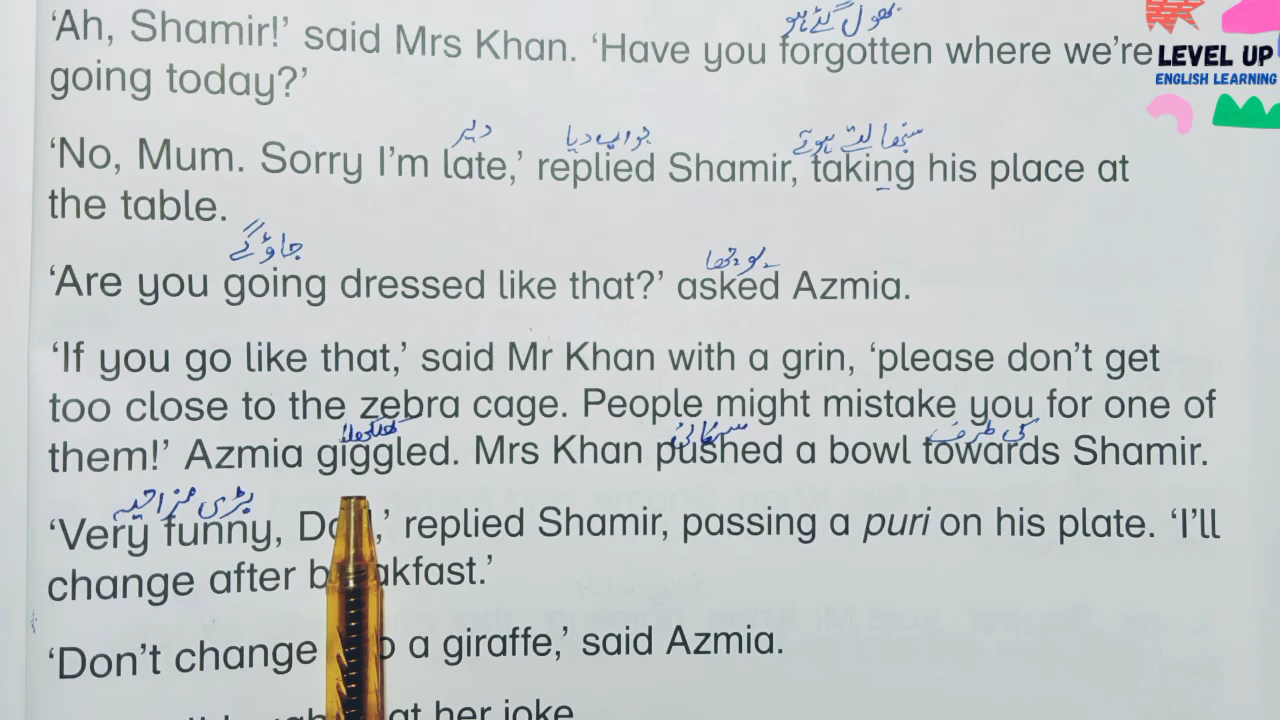 بھول گئے ہو
‘Ah, Shamir!’ said Mrs Khan. ‘Have you forgotten where we’re
going today?’
LEVEL UP
ENGLISH LEARNING
دیر جواب دیا سنبھالتے ہوئے
‘No, Mum. Sorry I’m late,’ replied Shamir, taking his place at
the table.
جاؤ گے پوچھا
‘Are you going dressed like that?’ asked Azmia.
‘If you go like that,’ said Mr Khan with a grin, ‘please don’t get
too close to the zebra cage. People might mistake you for one of
کی طرف
them!’ Azmia giggled. Mrs Khan pushed a bowl towards Shamir.
بڑی مزاحیہ
‘Very funny, ,’ replied Shamir, passing a puri on his plate. ‘I’ll
change after .’
‘Don’t change a giraffe,’ said Azmia.
at her joke